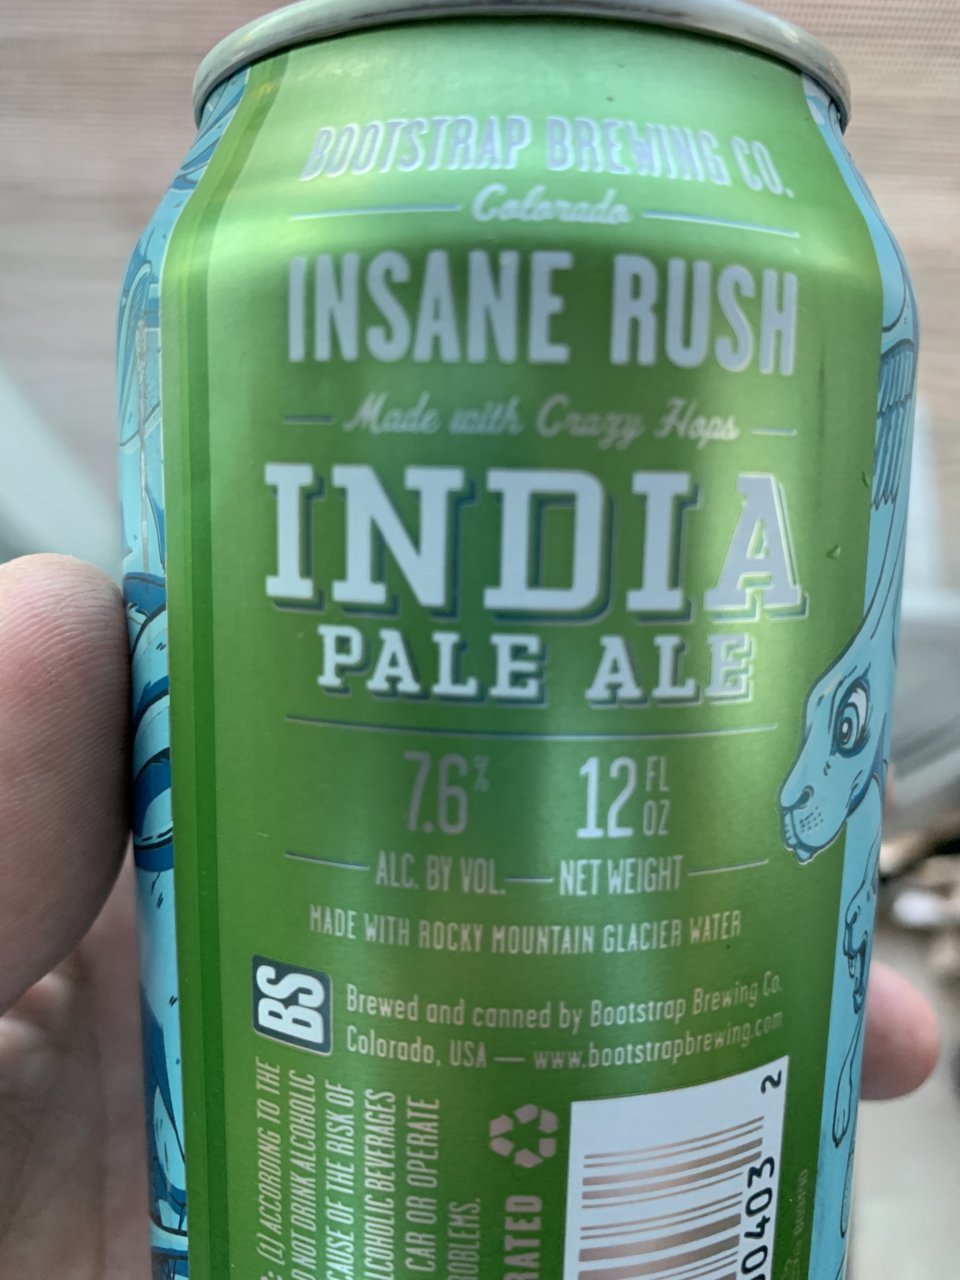 BOOTSTRAP BREWING CO.
Colorado
INSANE RUSH
Made with Crazy Hops
INDIA
PALE ALE
7.6% 12 FL OZ
ALC. BY VOL. NET WEIGHT
MADE WITH ROCKY MOUNTAIN GLACIER WATER
BS
Brewed and canned by Bootstrap Brewing Co.
Colorado, USA — www.bootstrapbrewing.com
(1) ACCORDING TO THE
NOT DRINK ALCOHOLIC
CAUSE OF THE RISK OF
ALCOHOLIC BEVERAGES
CAR OR OPERATE
ROBLEMS.
RATED
00403 2